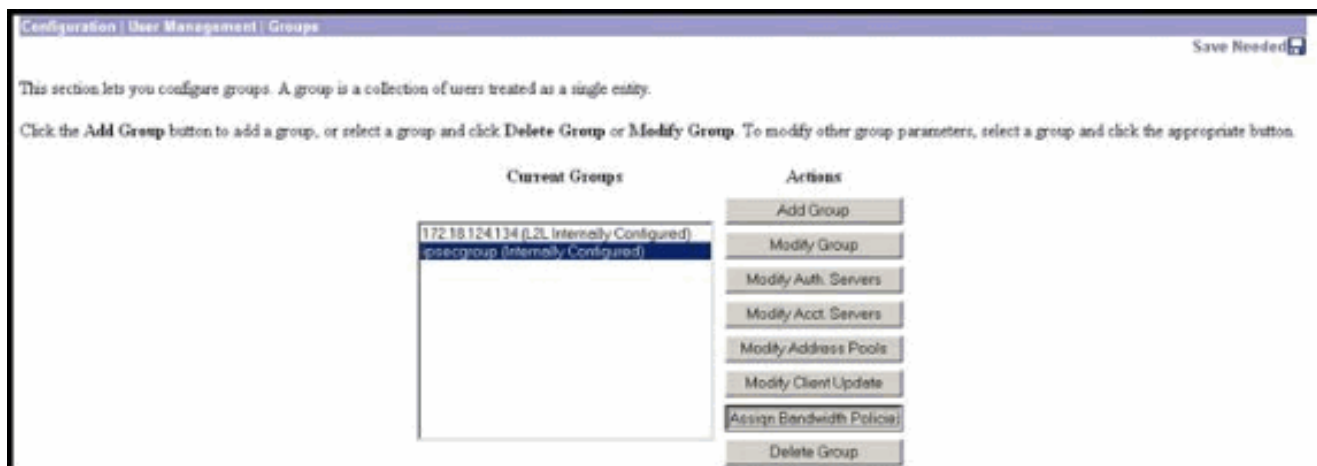 Configuration | User Management | Groups
Save Needed
This section lets you configure groups. A group is a collection of users treated as a single entity.
Click the Add Group button to add a group, or select a group and click Delete Group or Modify Group. To modify other group parameters, select a group and click the appropriate button.
Current Groups
Actions
172.18.124.134 (L2L Internally Configured)
ipsecgroup (Internally Configured)
Add Group
Modify Group
Modify Auth. Servers
Modify Acct. Servers
Modify Address Pools
Modify Client Update
Assign Bandwidth Policies
Delete Group